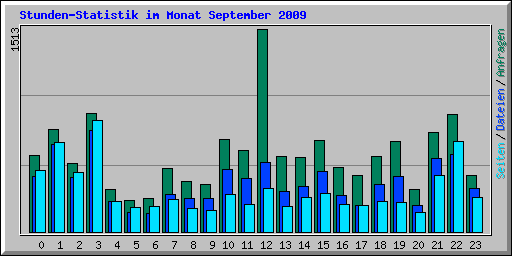 Stunden-Statistik im Monat September 2009
1513
Seiten / Dateien / Anfragen
0 1 2 3 4 5 6 7 8 9 10 11 12 13 14 15 16 17 18 19 20 21 22 23